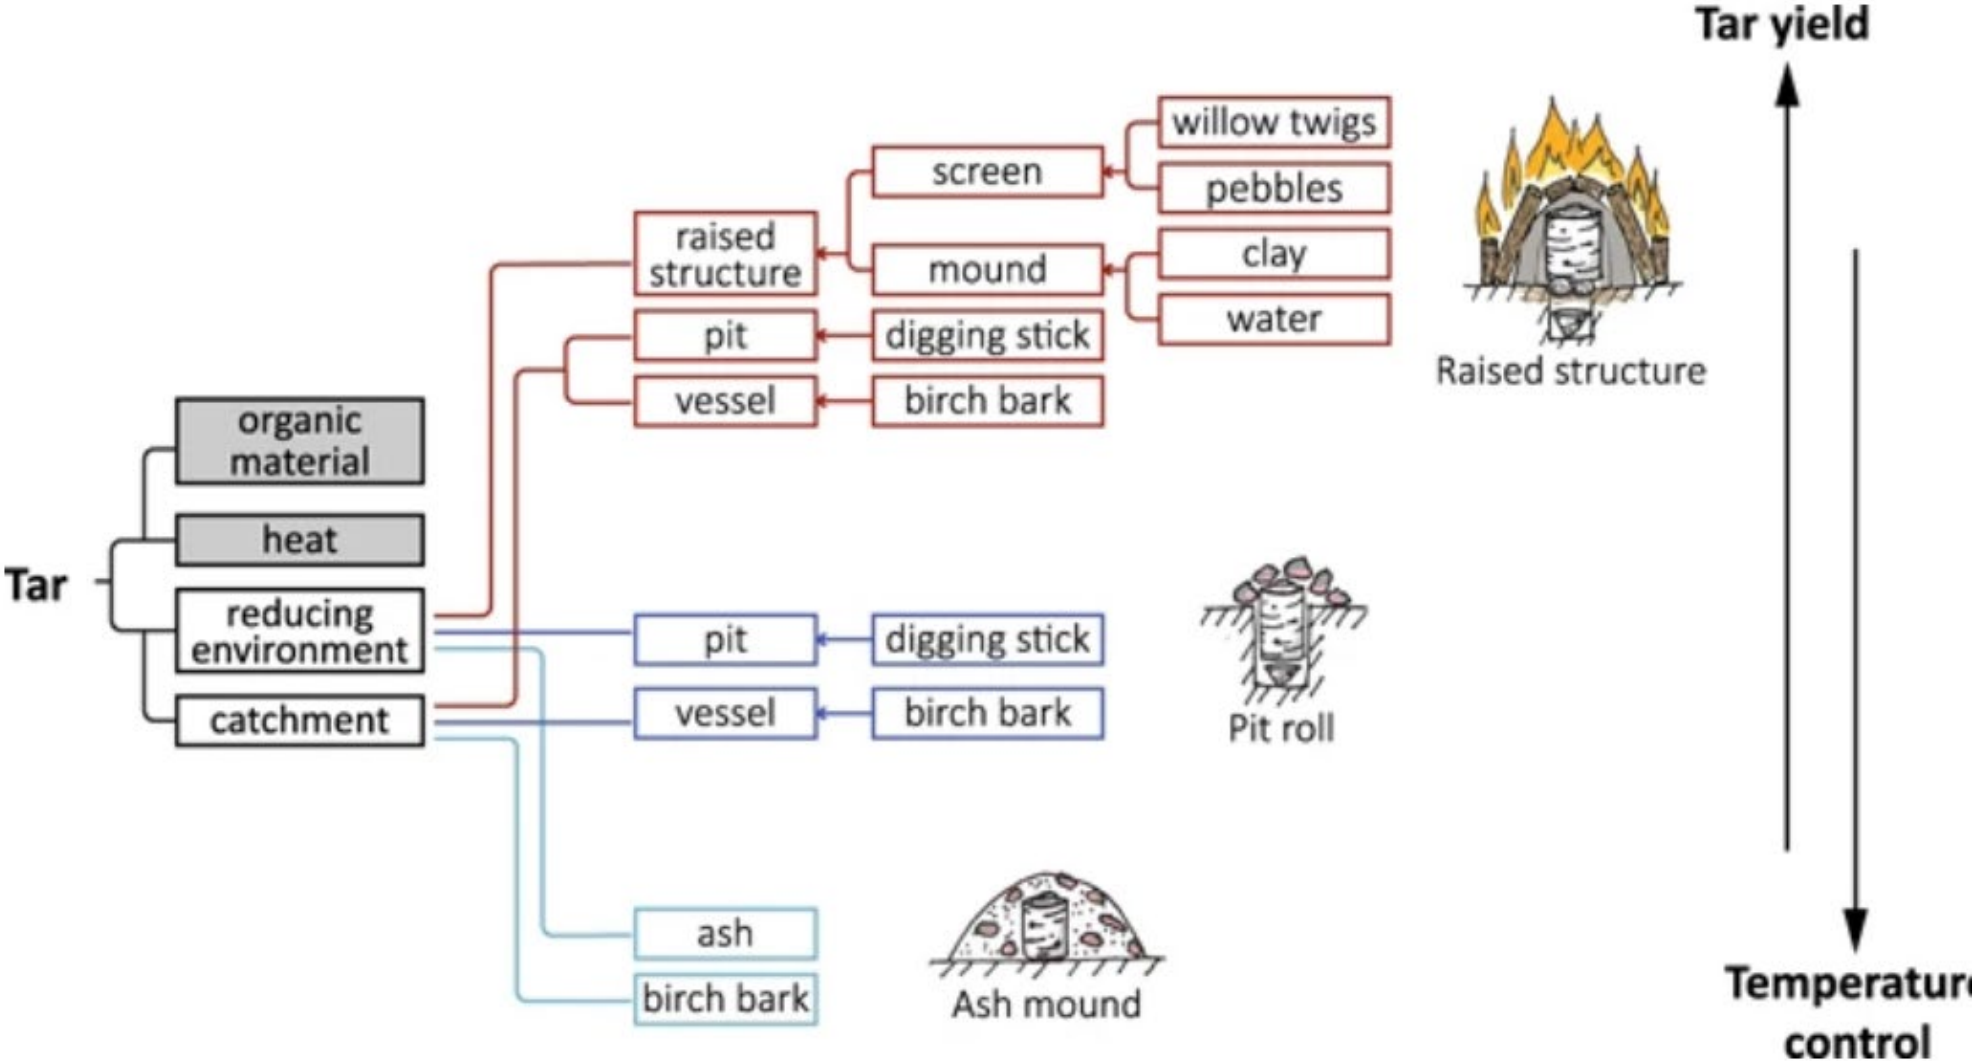 Tar yield
willow twigs
screen
pebbles
raised
structure
clay
mound
water
pit
digging stick
Raised structure
vessel
birch bark
organic
material
heat
Tar
reducing
environment
pit
digging stick
catchment
vessel
birch bark
Pit roll
ash
birch bark
Ash mound
Temperature
control